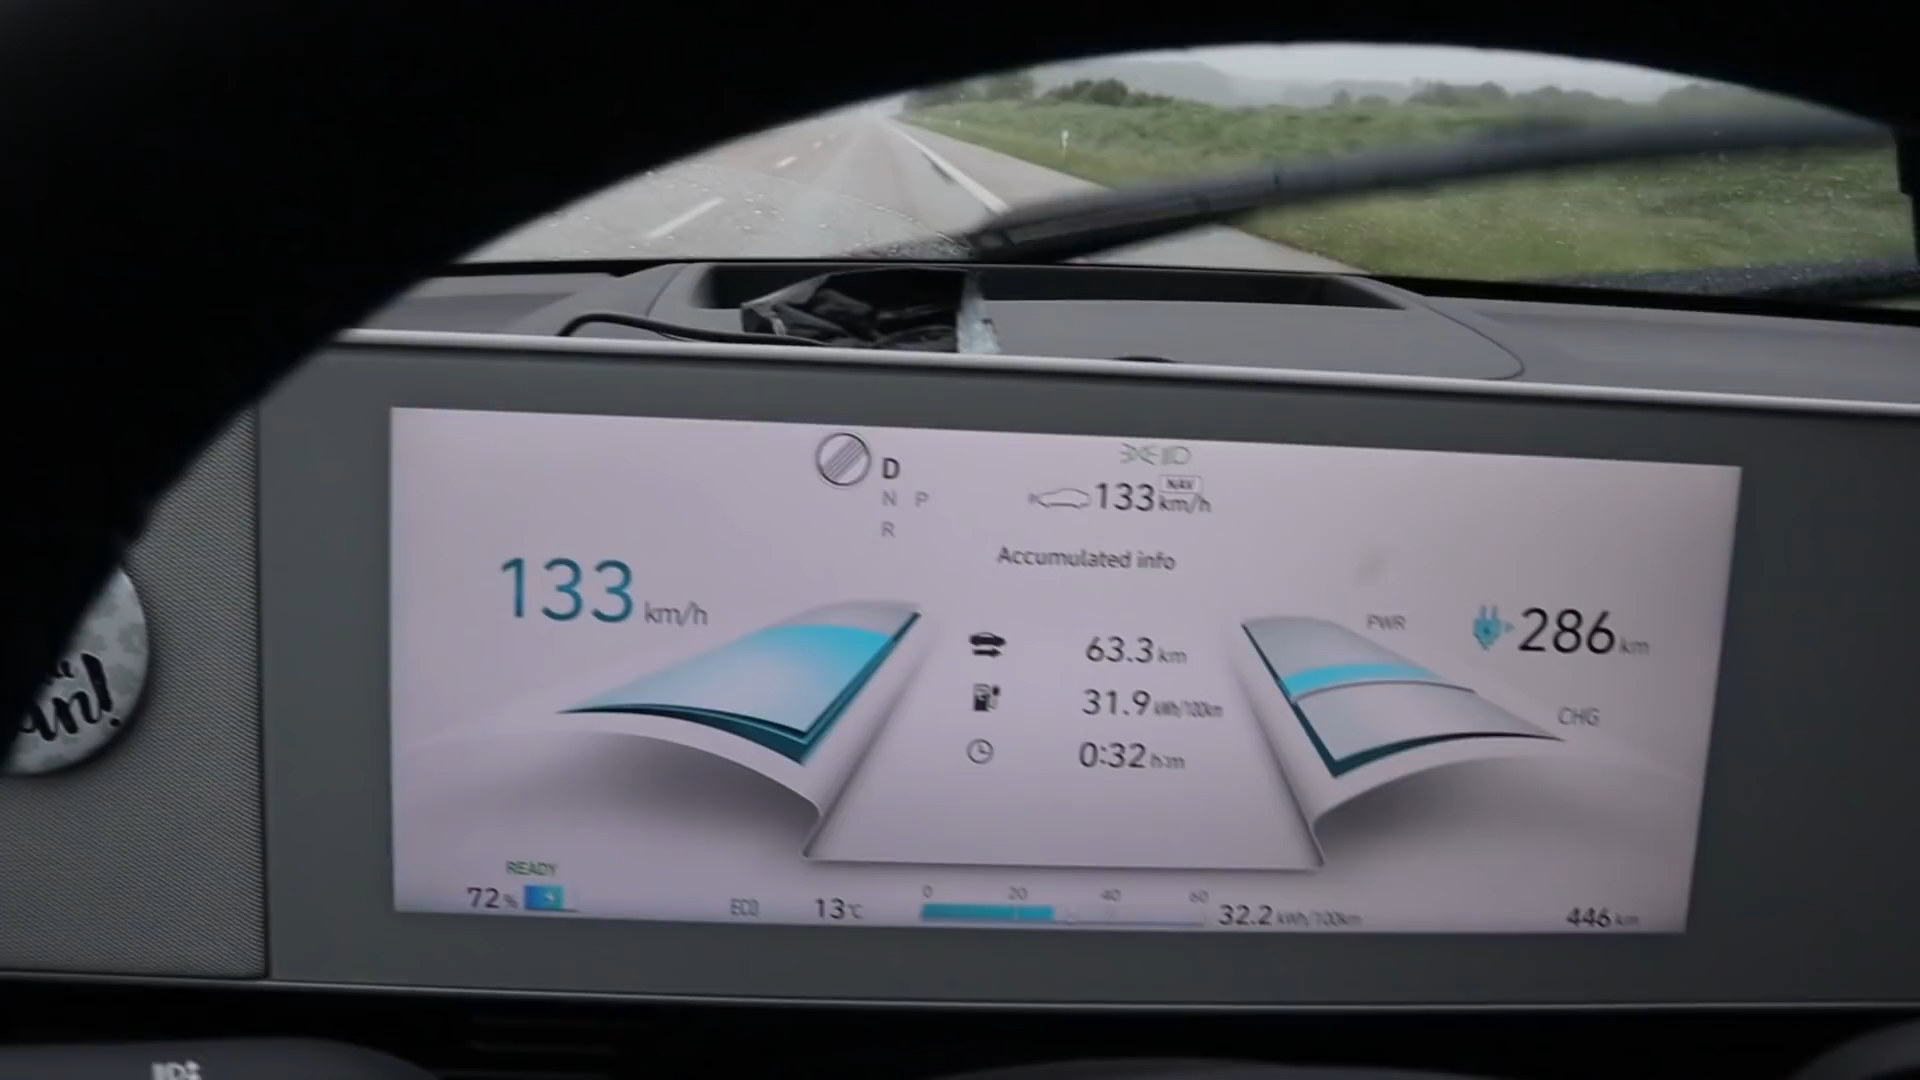 D
N P
R
NAV
133 km/h
Accumulated info
133 km/h
63.3 km
31.9 kWh/100km
0:32 h:m
PWR
286 km
CHG
READY
72 %
ECO
13°C
0 20 40 60
32.2 kWh/100km
446 km